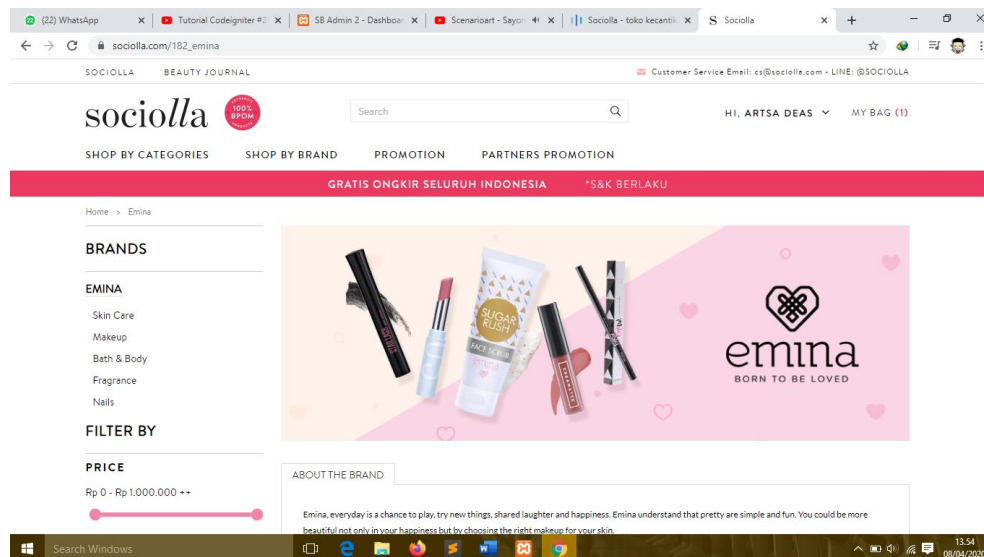 (22) WhatsApp
Tutorial Codeigniter #2
SB Admin 2 - Dashboar
Scenarioart - Sayon
Sociolla - toko kecantik
Sociolla
sociolla.com/182_emina
SOCIOLLA BEAUTY JOURNAL
Customer Service Email: cs@sociolla.com - LINE: @SOCIOLLA
sociolla
100%
BPOM
Search
HI, ARTSA DEAS
MY BAG (1)
SHOP BY CATEGORIES SHOP BY BRAND PROMOTION PARTNERS PROMOTION
GRATIS ONGKIR SELURUH INDONESIA *S&K BERLAKU
Home > Emina
BRANDS
EMINA
Skin Care
Makeup
Bath & Body
Fragrance
Nails
FILTER BY
PRICE
Rp 0 - Rp 1.000.000 ++
SUGAR
RUSH
FACE SCRUB
emina
emina
BORN TO BE LOVED
ABOUT THE BRAND
Emina, everyday is a chance to play, try new things, shared laughter and happiness. Emina understand that pretty are simple and fun. You could be more
beautiful not only in your happiness but by choosing the right makeup for your skin.
Search Windows
13.54
08/04/2020